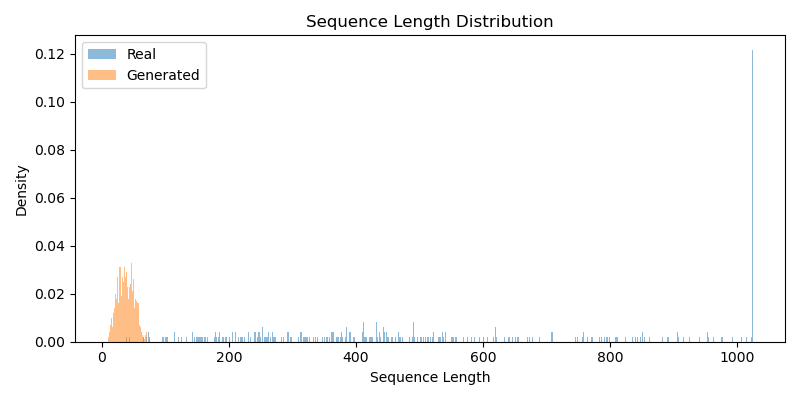 Sequence Length Distribution
Real
Generated
0.12
0.10
0.08
0.06
0.04
0.02
0.00
Density
0 200 400 600 800 1000
Sequence Length